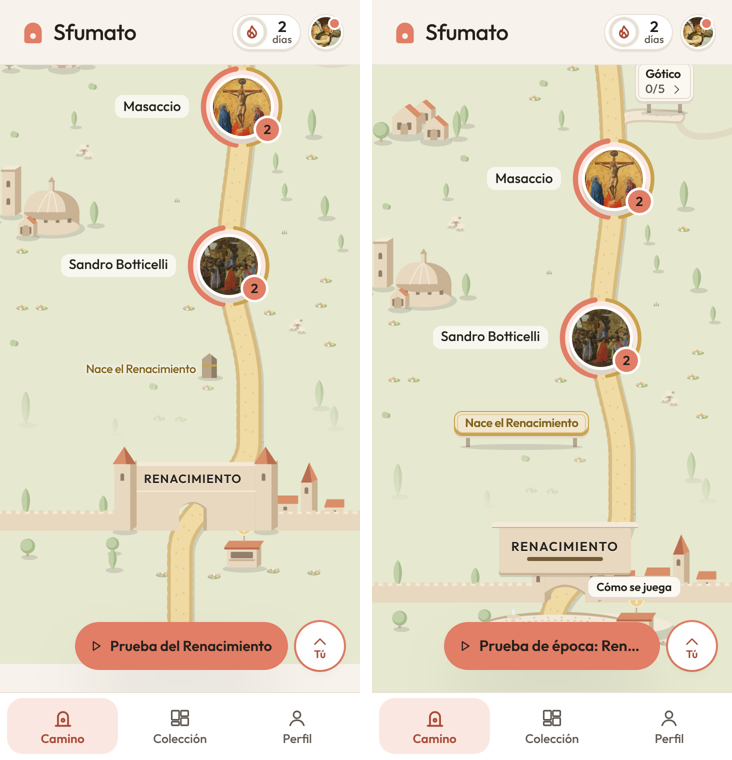 Sfumato
2
días
Masaccio
2
Sandro Botticelli
2
Nace el Renacimiento
RENACIMIENTO
Prueba del Renacimiento
Tú
Camino
Colección
Perfil
Sfumato
2
días
Gótico
0/5
Masaccio
2
Sandro Botticelli
2
Nace el Renacimiento
RENACIMIENTO
Cómo se juega
Prueba de época: Ren...
Tú
Camino
Colección
Perfil